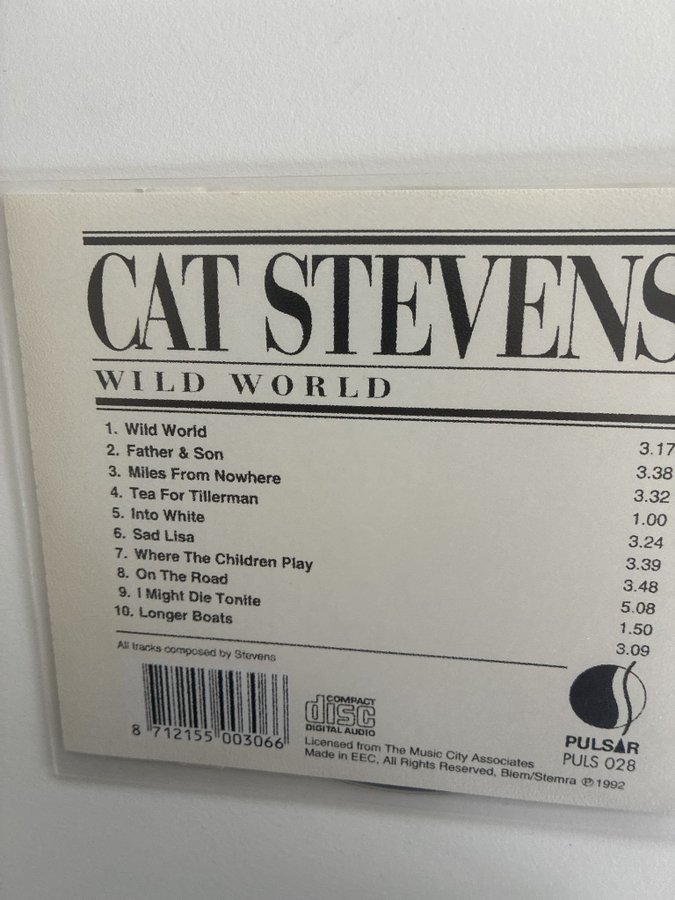 CAT STEVENS
WILD WORLD
1. Wild World 3.17
2. Father & Son 3.38
3. Miles From Nowhere 3.32
4. Tea For Tillerman 1.00
5. Into White 3.24
6. Sad Lisa 3.39
7. Where The Children Play 3.48
8. On The Road 5.08
9. I Might Die Tonite 1.50
10. Longer Boats 3.09
All tracks composed by Stevens
8 712155 003066
COMPACT
disc
DIGITAL AUDIO
Licensed from The Music City Associates
Made in EEC, All Rights Reserved, Biem/Stemra ℗ 1992
PULSAR
PULS 028